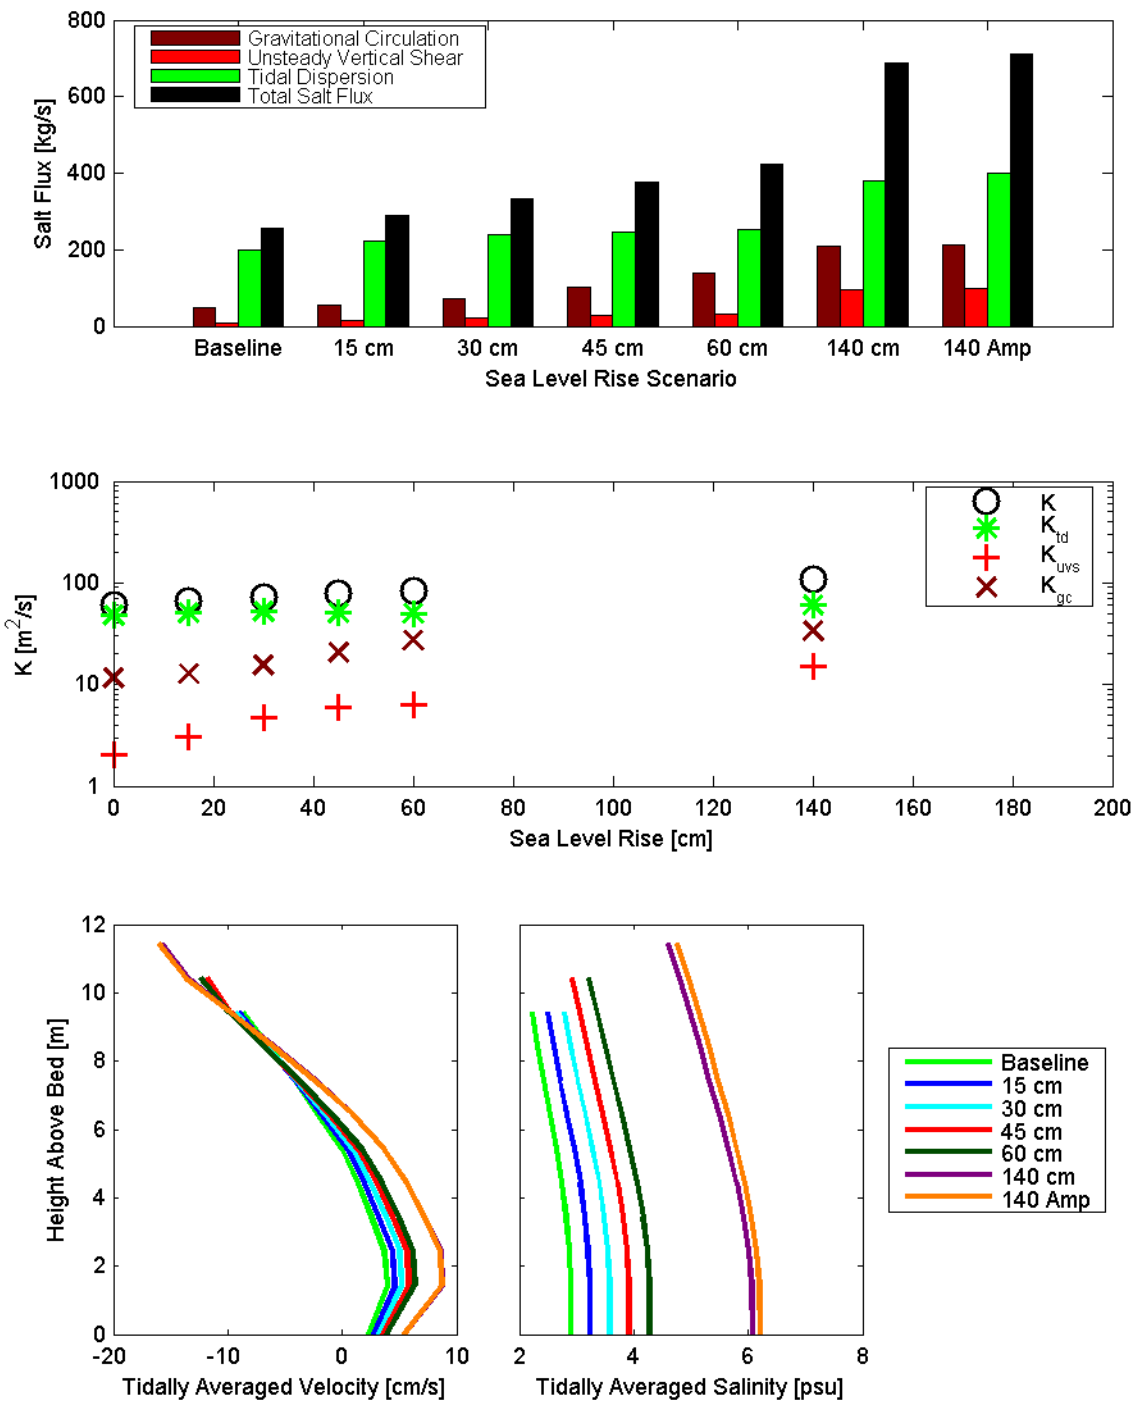 800
600
400
200
0
Salt Flux [kg/s]
Gravitational Circulation
Unsteady Vertical Shear
Tidal Dispersion
Total Salt Flux
Baseline 15 cm 30 cm 45 cm 60 cm 140 cm 140 Amp
Sea Level Rise Scenario
1000
100
10
1
K [m²/s]
K
K_td
K_uvs
K_gc
0 20 40 60 80 100 120 140 160 180 200
Sea Level Rise [cm]
12
10
8
6
4
2
0
Height Above Bed [m]
-20 -10 0 10
Tidally Averaged Velocity [cm/s]
2 4 6 8
Tidally Averaged Salinity [psu]
Baseline
15 cm
30 cm
45 cm
60 cm
140 cm
140 Amp